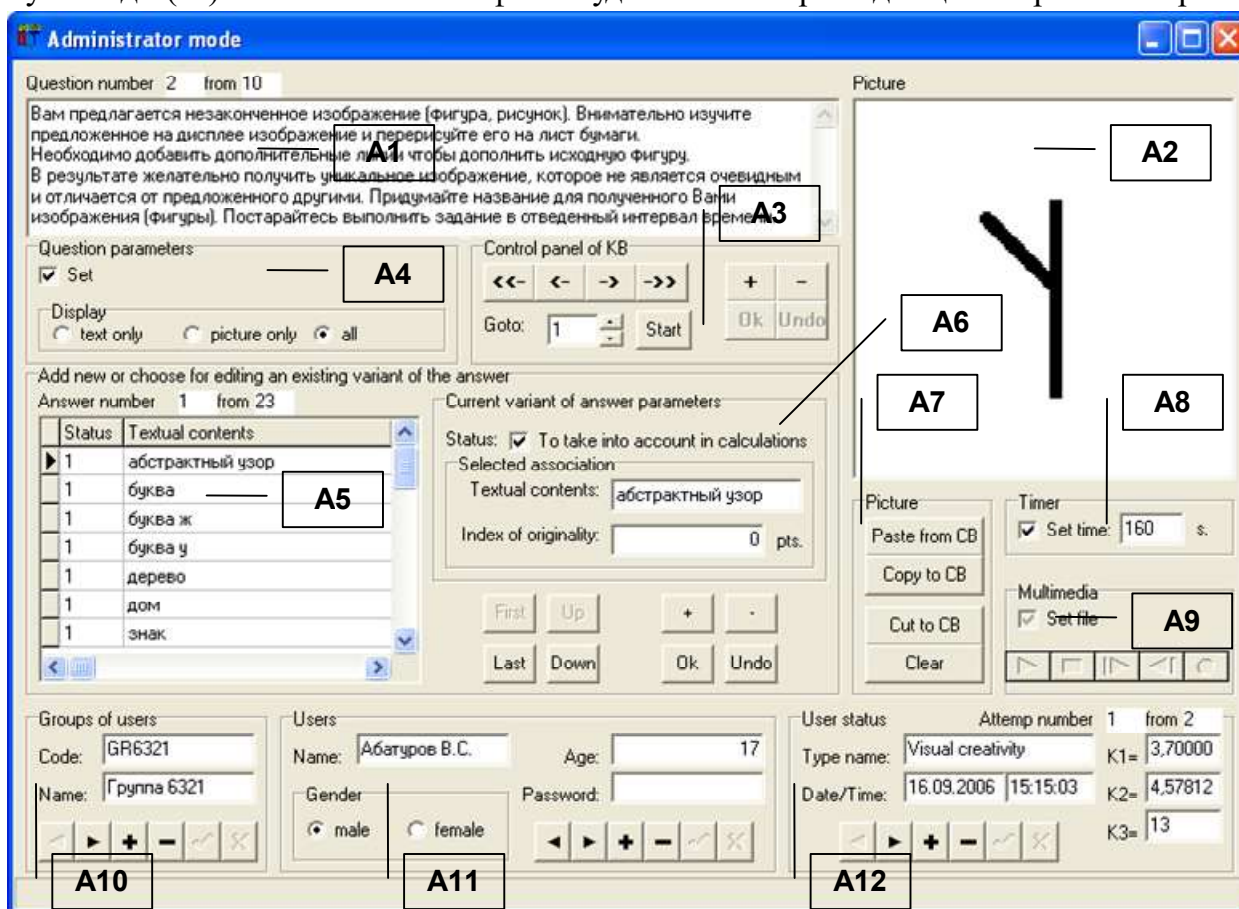 Administrator mode
Question number 2 from 10
Вам предлагается незаконченное изображение (фигура, рисунок). Внимательно изучите
предложенное на дисплее изображение и перерисуйте его на лист бумаги.
Необходимо добавить дополнительные линии чтобы дополнить исходную фигуру.
В результате желательно получить уникальное изображение, которое не является очевидным
и отличается от предложенного другими. Придумайте название для полученного Вами
изображения (фигуры). Постарайтесь выполнить задание в отведенный интервал времени.
A1
A3
Picture
A2
Question parameters
Set
A4
Display
text only picture only all
Control panel of KB
<<- <- -> ->>
Goto: 1 Start
+ -
Ok Undo
A6
A7
A8
Add new or choose for editing an existing variant of the answer
Answer number 1 from 23
Status Textual contents
1 абстрактный узор
1 буква
1 буква ж
1 буква у
1 дерево
1 дом
1 знак
A5
Current variant of answer parameters
Status: To take into account in calculations
Selected association
Textual contents: абстрактный узор
Index of originality: 0 pts.
First Up + -
Last Down Ok Undo
Picture
Paste from CB
Copy to CB
Cut to CB
Clear
Timer
Set time: 160 s.
Multimedia
Set file
A9
Groups of users
Code: GR6321
Name: Группа 6321
A10
Users
Name: Абатуров В.С.
Age: 17
Gender
male female
Password:
A11
User status Attemp number 1 from 2
Type name: Visual creativity
Date/Time: 16.09.2006 15:15:03
K1= 3,70000
K2= 4,57812
K3= 13
A12